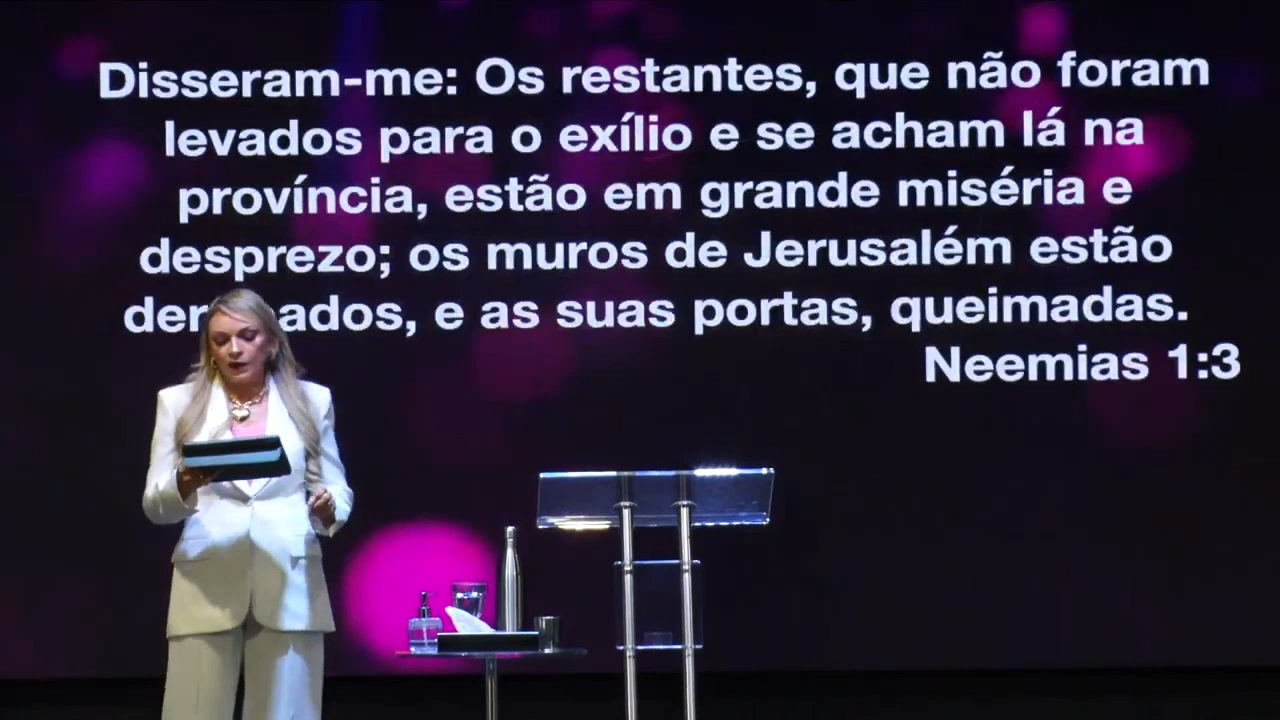 Disseram-me: Os restantes, que não foram
levados para o exílio e se acham lá na
província, estão em grande miséria e
desprezo; os muros de Jerusalém estão
e as suas portas, queimadas.
Neemias 1:3